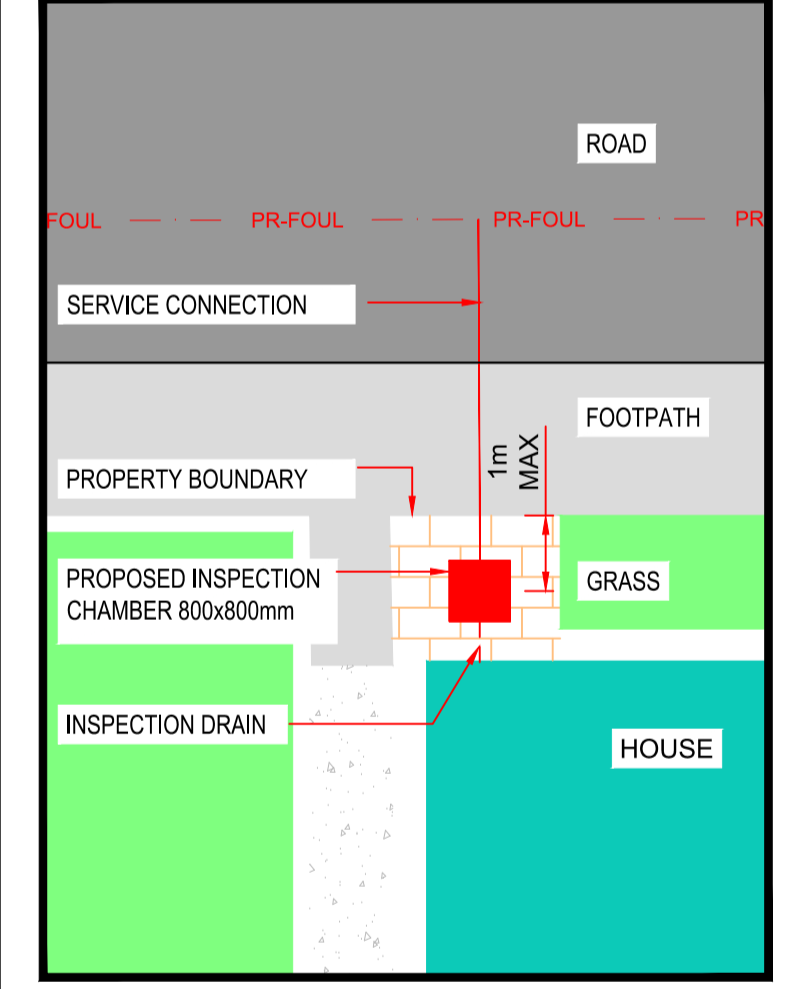 ROAD
FOUL PR-FOUL PR-FOUL PR
SERVICE CONNECTION
FOOTPATH
1m
MAX
PROPERTY BOUNDARY
PROPOSED INSPECTION
CHAMBER 800x800mm
GRASS
INSPECTION DRAIN
HOUSE